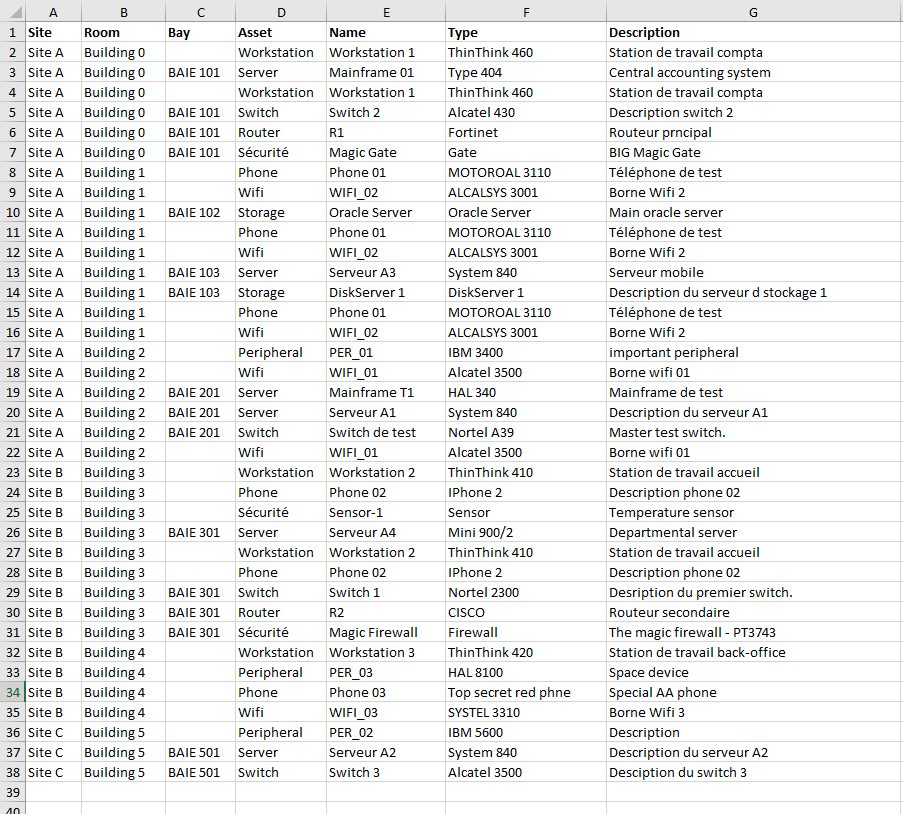 A B C D E F G
1 Site Room Bay Asset Name Type Description
2 Site A Building 0 Workstation Workstation 1 ThinThink 460 Station de travail compta
3 Site A Building 0 BAIE 101 Server Mainframe 01 Type 404 Central accounting system
4 Site A Building 0 Workstation Workstation 1 ThinThink 460 Station de travail compta
5 Site A Building 0 BAIE 101 Switch Switch 2 Alcatel 430 Description switch 2
6 Site A Building 0 BAIE 101 Router R1 Fortinet Routeur prncipal
7 Site A Building 0 BAIE 101 Sécurité Magic Gate Gate BIG Magic Gate
8 Site A Building 1 Phone Phone 01 MOTOROAL 3110 Téléphone de test
9 Site A Building 1 Wifi WIFI_02 ALCALSYS 3001 Borne Wifi 2
10 Site A Building 1 BAIE 102 Storage Oracle Server Oracle Server Main oracle server
11 Site A Building 1 Phone Phone 01 MOTOROAL 3110 Téléphone de test
12 Site A Building 1 Wifi WIFI_02 ALCALSYS 3001 Borne Wifi 2
13 Site A Building 1 BAIE 103 Server Serveur A3 System 840 Serveur mobile
14 Site A Building 1 BAIE 103 Storage DiskServer 1 DiskServer 1 Description du serveur d stockage 1
15 Site A Building 1 Phone Phone 01 MOTOROAL 3110 Téléphone de test
16 Site A Building 1 Wifi WIFI_02 ALCALSYS 3001 Borne Wifi 2
17 Site A Building 2 Peripheral PER_01 IBM 3400 important peripheral
18 Site A Building 2 Wifi WIFI_01 Alcatel 3500 Borne wifi 01
19 Site A Building 2 BAIE 201 Server Mainframe T1 HAL 340 Mainframe de test
20 Site A Building 2 BAIE 201 Server Serveur A1 System 840 Description du serveur A1
21 Site A Building 2 BAIE 201 Switch Switch de test Nortel A39 Master test switch.
22 Site A Building 2 Wifi WIFI_01 Alcatel 3500 Borne wifi 01
23 Site B Building 3 Workstation Workstation 2 ThinThink 410 Station de travail accueil
24 Site B Building 3 Phone Phone 02 IPhone 2 Description phone 02
25 Site B Building 3 Sécurité Sensor-1 Sensor Temperature sensor
26 Site B Building 3 BAIE 301 Server Serveur A4 Mini 900/2 Departmental server
27 Site B Building 3 Workstation Workstation 2 ThinThink 410 Station de travail accueil
28 Site B Building 3 Phone Phone 02 IPhone 2 Description phone 02
29 Site B Building 3 BAIE 301 Switch Switch 1 Nortel 2300 Desription du premier switch.
30 Site B Building 3 BAIE 301 Router R2 CISCO Routeur secondaire
31 Site B Building 3 BAIE 301 Sécurité Magic Firewall Firewall The magic firewall - PT3743
32 Site B Building 4 Workstation Workstation 3 ThinThink 420 Station de travail back-office
33 Site B Building 4 Peripheral PER_03 HAL 8100 Space device
34 Site B Building 4 Phone Phone 03 Top secret red phne Special AA phone
35 Site B Building 4 Wifi WIFI_03 SYSTEL 3310 Borne Wifi 3
36 Site C Building 5 Peripheral PER_02 IBM 5600 Description
37 Site C Building 5 BAIE 501 Server Serveur A2 System 840 Description du serveur A2
38 Site C Building 5 BAIE 501 Switch Switch 3 Alcatel 3500 Desciption du switch 3
39
40